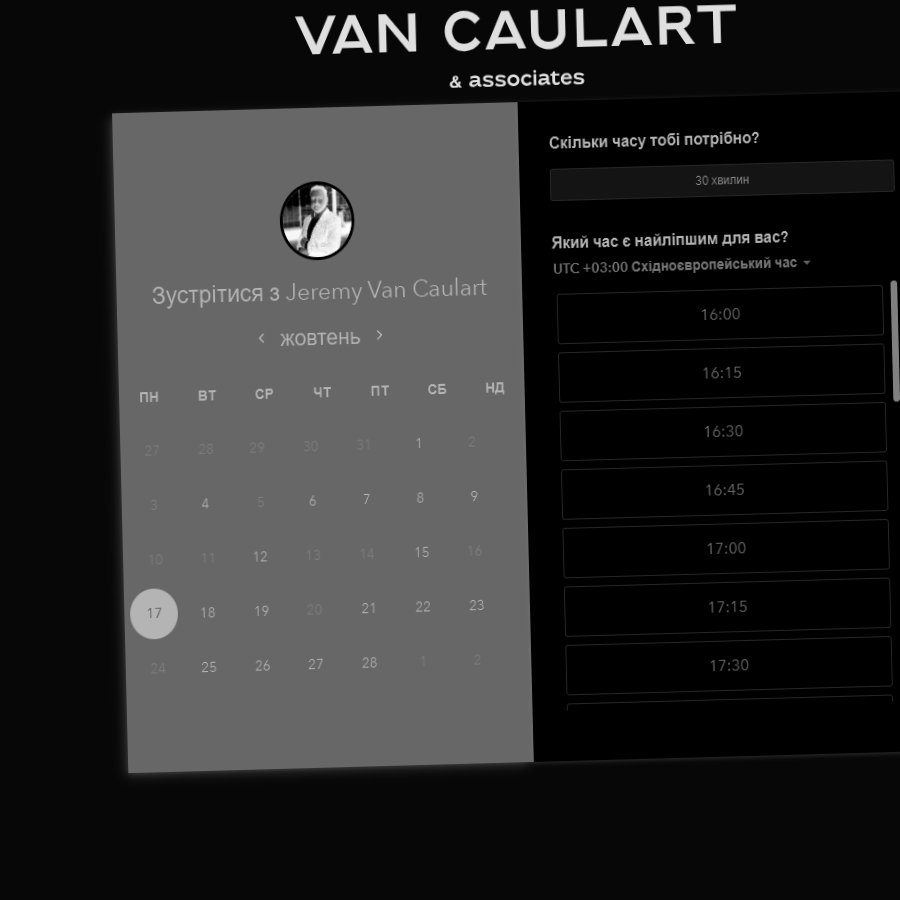 VAN CAULART
& associates
Зустрітися з Jeremy Van Caulart
жовтень
ПН ВТ СР ЧТ ПТ СБ НД
27 28 29 30 31 1 2
3 4 5 6 7 8 9
10 11 12 13 14 15 16
17 18 19 20 21 22 23
24 25 26 27 28 1 2
Скільки часу тобі потрібно?
30 хвилин
Який час є найліпшим для вас?
UTC +03:00 Східноєвропейський час
16:00
16:15
16:30
16:45
17:00
17:15
17:30